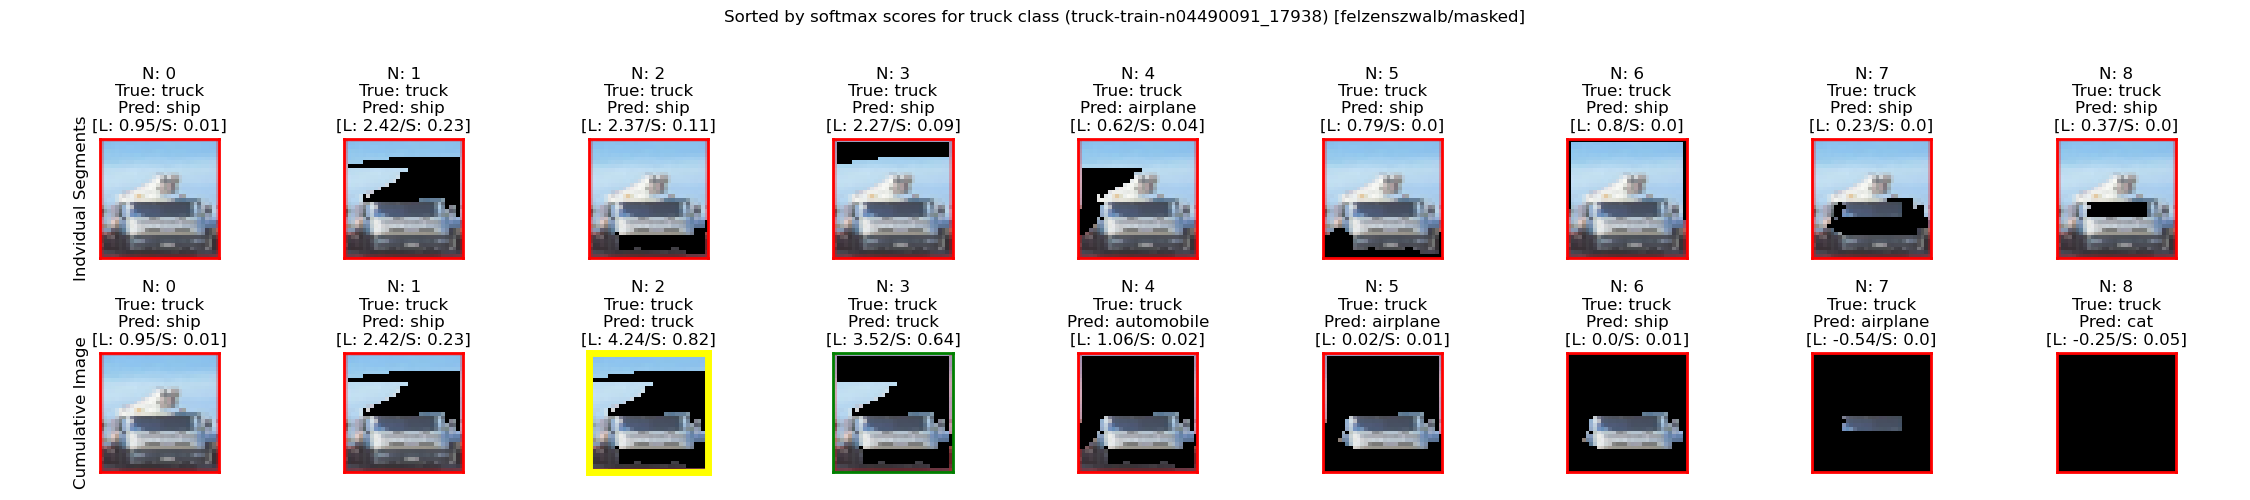 Sorted by softmax scores for truck class (truck-train-n04490091_17938) [felzenszwalb/masked]
Indvidual Segments
N: 0
True: truck
Pred: ship
[L: 0.95/S: 0.01]
N: 1
True: truck
Pred: ship
[L: 2.42/S: 0.23]
N: 2
True: truck
Pred: ship
[L: 2.37/S: 0.11]
N: 3
True: truck
Pred: ship
[L: 2.27/S: 0.09]
N: 4
True: truck
Pred: airplane
[L: 0.62/S: 0.04]
N: 5
True: truck
Pred: ship
[L: 0.79/S: 0.0]
N: 6
True: truck
Pred: ship
[L: 0.8/S: 0.0]
N: 7
True: truck
Pred: ship
[L: 0.23/S: 0.0]
N: 8
True: truck
Pred: ship
[L: 0.37/S: 0.0]
Cumulative Image
N: 0
True: truck
Pred: ship
[L: 0.95/S: 0.01]
N: 1
True: truck
Pred: ship
[L: 2.42/S: 0.23]
N: 2
True: truck
Pred: truck
[L: 4.24/S: 0.82]
N: 3
True: truck
Pred: truck
[L: 3.52/S: 0.64]
N: 4
True: truck
Pred: automobile
[L: 1.06/S: 0.02]
N: 5
True: truck
Pred: airplane
[L: 0.02/S: 0.01]
N: 6
True: truck
Pred: ship
[L: 0.0/S: 0.01]
N: 7
True: truck
Pred: airplane
[L: -0.54/S: 0.0]
N: 8
True: truck
Pred: cat
[L: -0.25/S: 0.05]